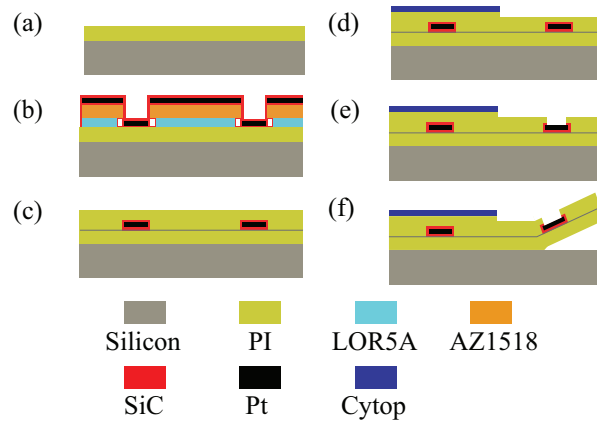 (a)
(b)
(c)
(d)
(e)
(f)
Silicon PI LOR5A AZ1518
SiC Pt Cytop